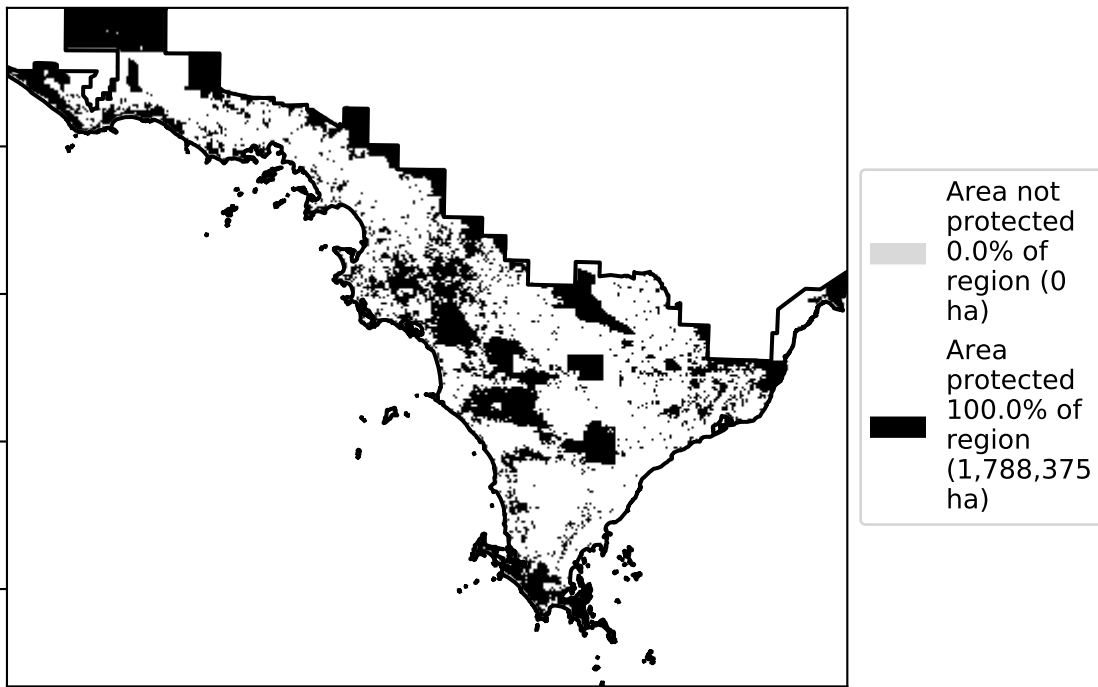 Area not
protected
0.0% of
region (0
ha)
Area
protected
100.0% of
region
(1,788,375
ha)